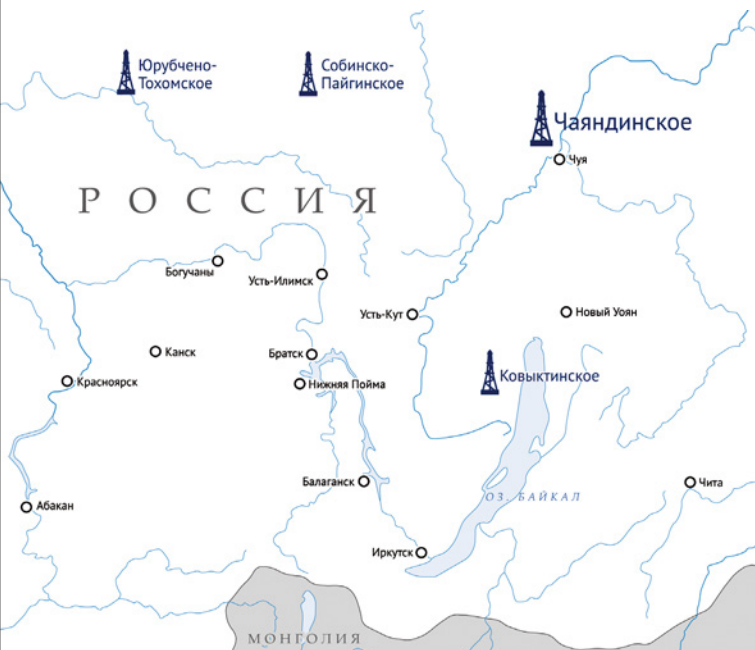 Юрубчено-
Тохомское
Собинско-
Пайгинское
Чаяндинское
Чуя
РОССИЯ
Богучаны
Усть-Илимск
Усть-Кут
Новый Уоян
Канск
Братск
Ковыктинское
Красноярск
Нижняя Пойма
Балаганск
Чита
ОЗ. БАЙКАЛ
Абакан
Иркутск
МОНГОЛИЯ